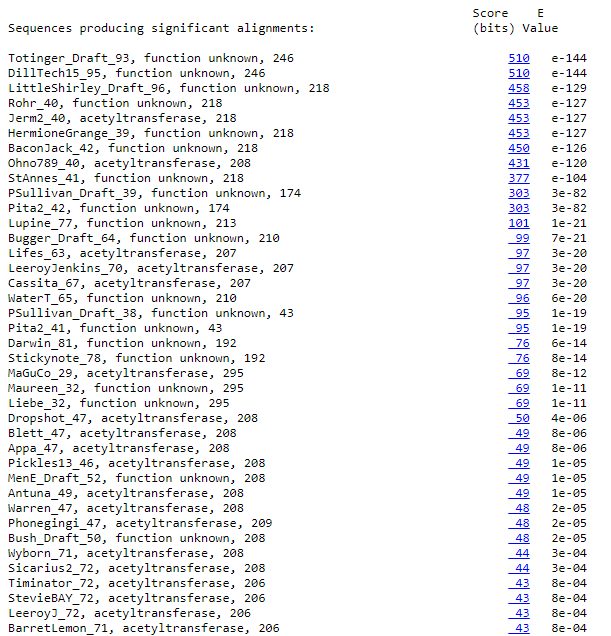 Score E
Sequences producing significant alignments: (bits) Value
Totinger_Draft_93, function unknown, 246 510 e-144
DillTech15_95, function unknown, 246 510 e-144
LittleShirley_Draft_96, function unknown, 218 458 e-129
Rohr_40, function unknown, 218 453 e-127
Jerm2_40, acetyltransferase, 218 453 e-127
HermioneGrange_39, function unknown, 218 453 e-127
BaconJack_42, function unknown, 218 450 e-126
Ohno789_40, acetyltransferase, 208 431 e-120
StAnnes_41, function unknown, 218 377 e-104
PSullivan_Draft_39, function unknown, 174 303 3e-82
Pita2_42, function unknown, 174 303 3e-82
Lupine_77, function unknown, 213 101 1e-21
Bugger_Draft_64, function unknown, 210 99 7e-21
Lifes_63, acetyltransferase, 207 97 3e-20
LeeroyJenkins_70, acetyltransferase, 207 97 3e-20
Cassita_67, acetyltransferase, 207 97 3e-20
WaterT_65, function unknown, 210 96 6e-20
PSullivan_Draft_38, function unknown, 43 95 1e-19
Pita2_41, function unknown, 43 95 1e-19
Darwin_81, function unknown, 192 76 6e-14
Stickynote_78, function unknown, 192 76 8e-14
MaGuCo_29, acetyltransferase, 295 69 8e-12
Maureen_32, function unknown, 295 69 1e-11
Liebe_32, function unknown, 295 69 1e-11
Dropshot_47, acetyltransferase, 208 50 4e-06
Blett_47, acetyltransferase, 208 49 8e-06
Appa_47, acetyltransferase, 208 49 8e-06
Pickles13_46, acetyltransferase, 208 49 1e-05
MenE_Draft_52, function unknown, 208 49 1e-05
Antuna_49, acetyltransferase, 208 49 1e-05
Warren_47, acetyltransferase, 208 48 2e-05
Phonegingi_47, acetyltransferase, 209 48 2e-05
Bush_Draft_50, function unknown, 208 48 2e-05
Wyborn_71, acetyltransferase, 208 44 3e-04
Sicarius2_72, acetyltransferase, 208 44 3e-04
Timinator_72, acetyltransferase, 206 43 8e-04
StevieBAY_72, acetyltransferase, 206 43 8e-04
LeeroyJ_72, acetyltransferase, 206 43 8e-04
BarretLemon_71, acetyltransferase, 206 43 8e-04